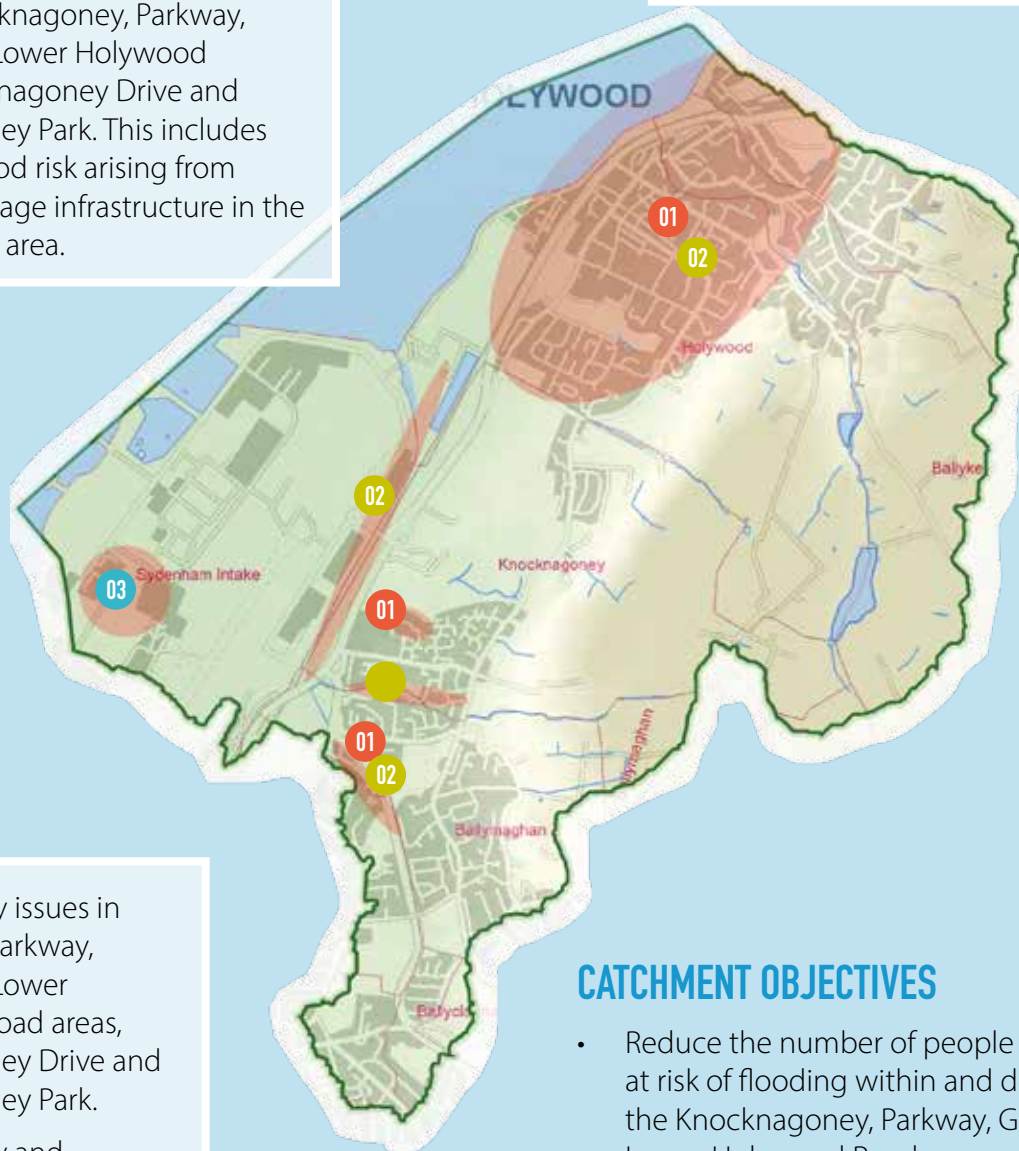 knagoney, Parkway,
Lower Holywood
nagoney Drive and
ey Park. This includes
od risk arising from
age infrastructure in the
area.
LYWOOD
01
02
Holywood
Ballyke
02
Sydenham Intake
03
Knocknagoney
01
01
02
Ballymaghan
y issues in
arkway,
Lower
oad areas,
ey Drive and
ey Park.
CATCHMENT OBJECTIVES
• Reduce the number of people
at risk of flooding within and d
the Knocknagoney, Parkway, G